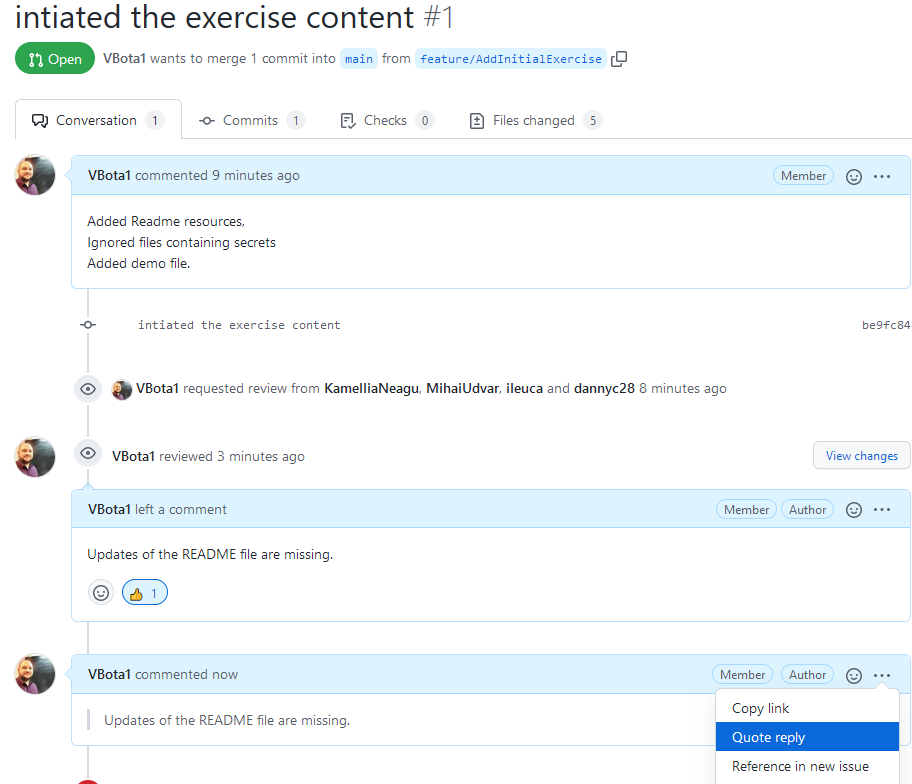 intiated the exercise content #1
Open VBota1 wants to merge 1 commit into main from feature/AddInitialExercise
Conversation 1 Commits 1 Checks 0 Files changed 5
VBota1 commented 9 minutes ago Member ...
Added Readme resources,
Ignored files containing secrets
Added demo file.
intiated the exercise content be9fc84
VBota1 requested review from KamelliaNeagu, MihaiUdvar, ileuca and dannyc28 8 minutes ago
VBota1 reviewed 3 minutes ago View changes
VBota1 left a comment Member Author ...
Updates of the README file are missing.
1
VBota1 commented now Member Author ...
Updates of the README file are missing.
Copy link
Quote reply
Reference in new issue